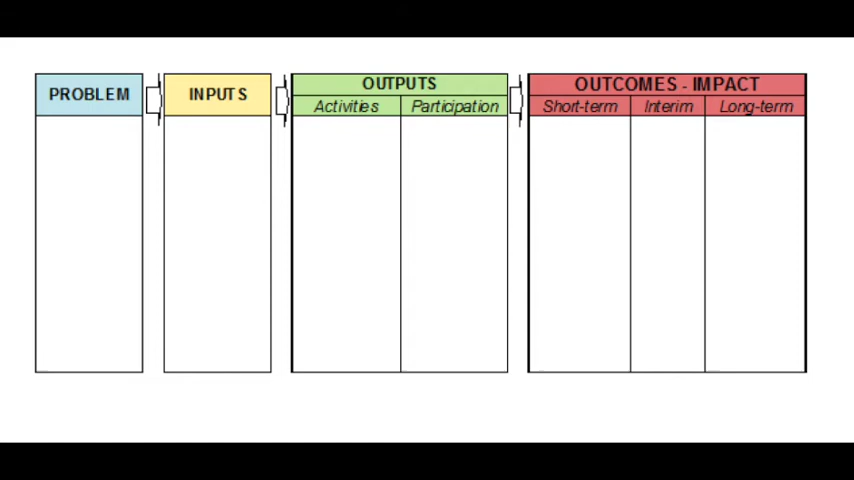 PROBLEM
INPUTS
OUTPUTS
Activities
Participation
OUTCOMES - IMPACT
Short-term
Interim
Long-term